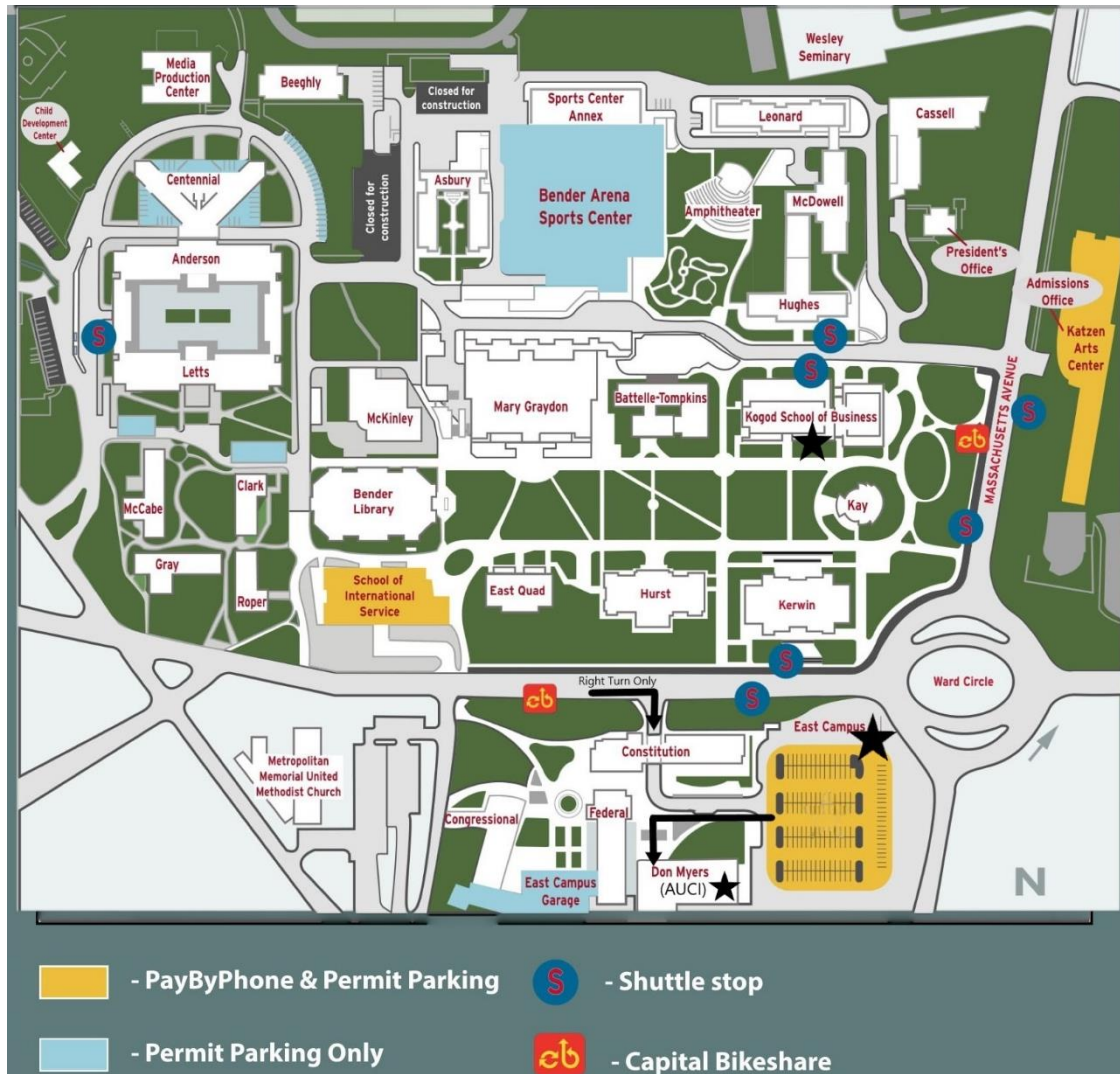 Wesley
Seminary
Media
Production
Center
Beeghly
Closed for
construction
Sports Center
Annex
Leonard
Cassell
Child
Development
Center
Centennial
Asbury
Closed for
construction
Bender Arena
Sports Center
Amphitheater
McDowell
President's
Office
Anderson
Hughes
Admissions
Office
Katzen
Arts
Center
S
S
S
Letts
McKinley
Mary Graydon
Battelle-Tompkins
Kogod School of Business
S
cb
MASSACHUSETTS AVENUE
McCabe
Clark
Bender
Library
Kay
S
Gray
Roper
School of
International
Service
East Quad
Hurst
Kerwin
S
Ward Circle
Right Turn Only
cb
S
East Campus
Constitution
Metropolitan
Memorial United
Methodist Church
Congressional
Federal
Don Myers
(AUCI)
East Campus
Garage
N
- PayByPhone & Permit Parking
S - Shuttle stop
- Permit Parking Only
cb - Capital Bikeshare